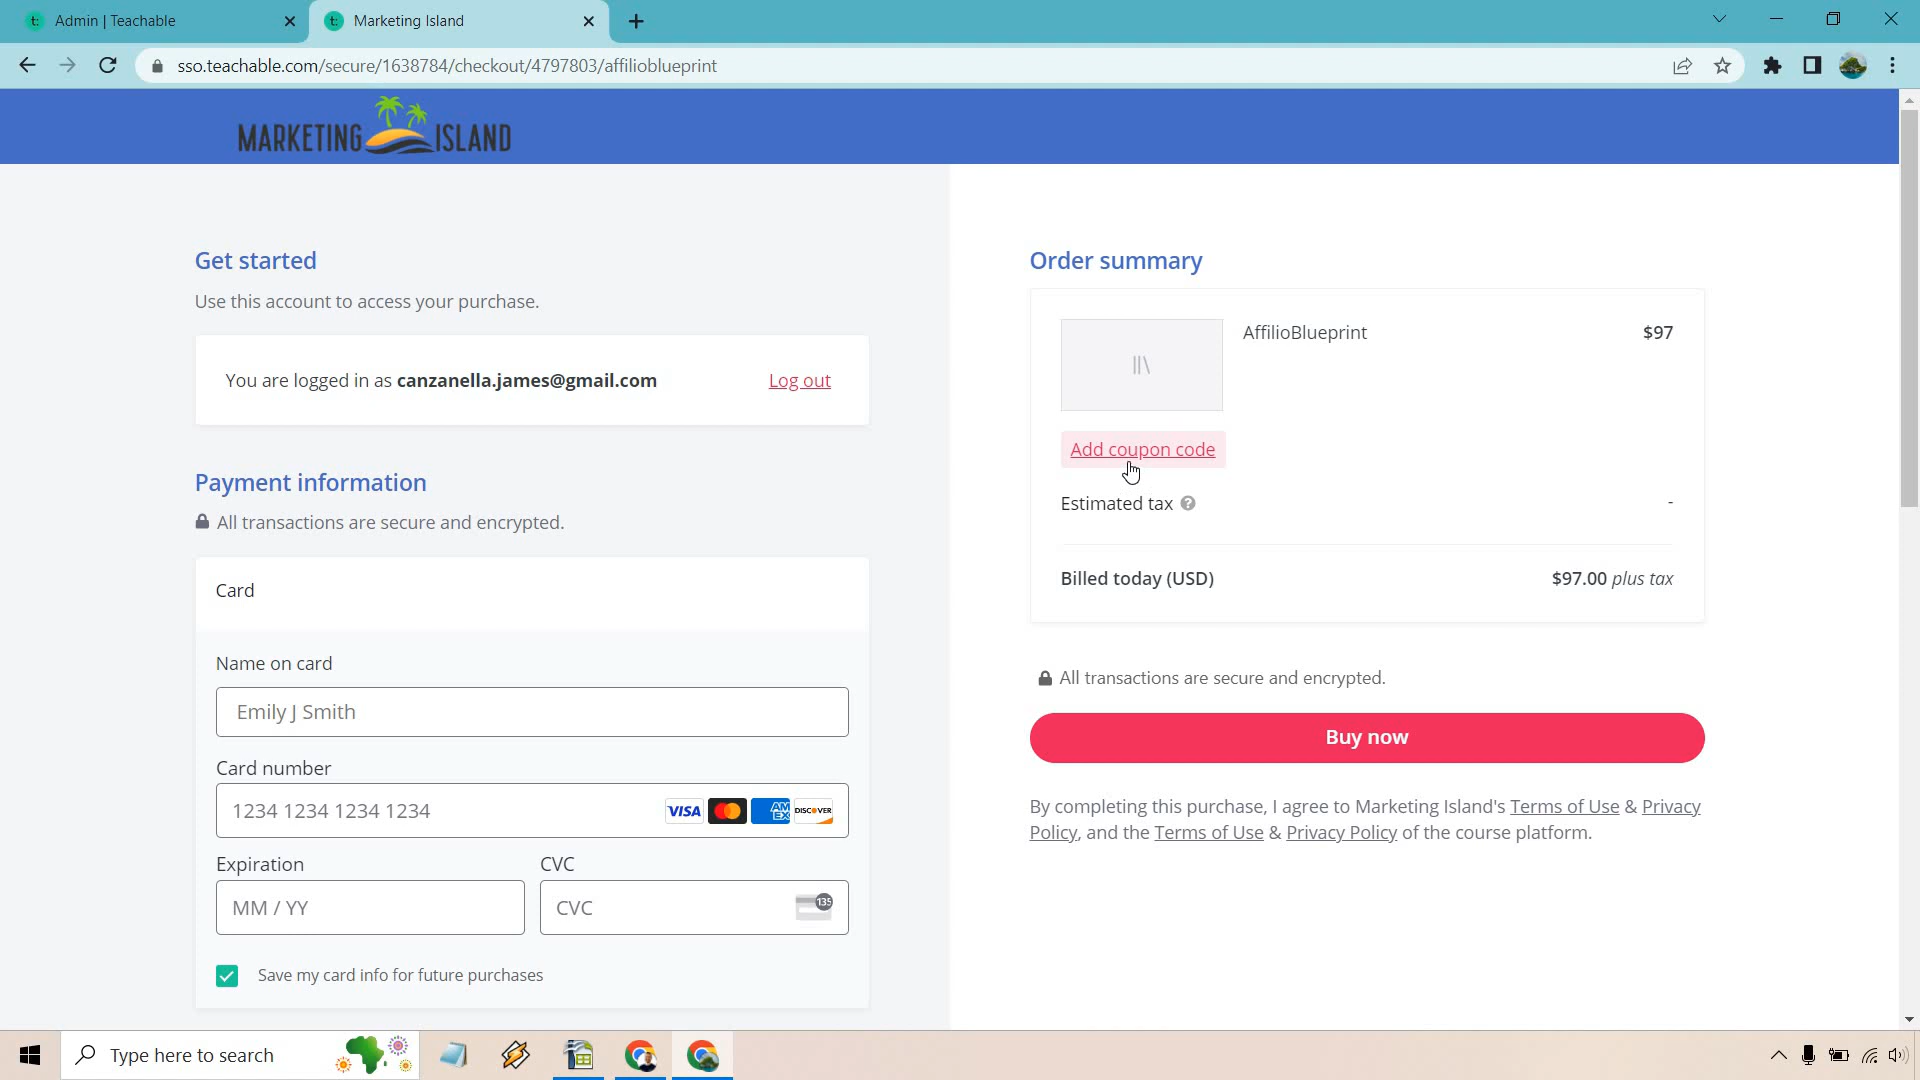 Admin | Teachable
Marketing Island
sso.teachable.com/secure/1638784/checkout/4797803/affilioblueprint
MARKETING ISLAND
Get started
Use this account to access your purchase.
You are logged in as canzanella.james@gmail.com
Log out
Payment information
All transactions are secure and encrypted.
Card
Name on card
Emily J Smith
Card number
1234 1234 1234 1234
VISA
AM
EX
DISCOVER
Expiration
CVC
MM / YY
CVC
135
Save my card info for future purchases
Order summary
AffilioBlueprint
$97
Add coupon code
Estimated tax ?
-
Billed today (USD)
$97.00 plus tax
All transactions are secure and encrypted.
Buy now
By completing this purchase, I agree to Marketing Island's Terms of Use & Privacy
Policy, and the Terms of Use & Privacy Policy of the course platform.
Type here to search